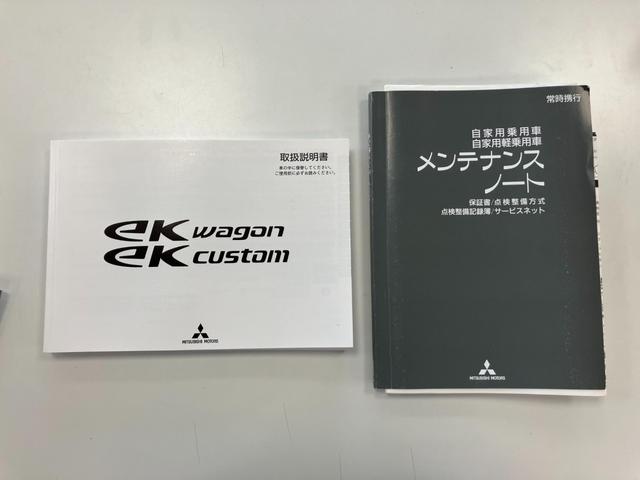 取扱説明書
車の中に保管してください。
ご使用前に必ずお読みください。
eK wagon
eK custom
MITSUBISHI MOTORS
常時携行
自家用乗用車
自家用軽乗用車
メンテナンス
ノート
保証書/点検整備方式
点検整備記録簿/サービスネット
MITSUBISHI MOTORS